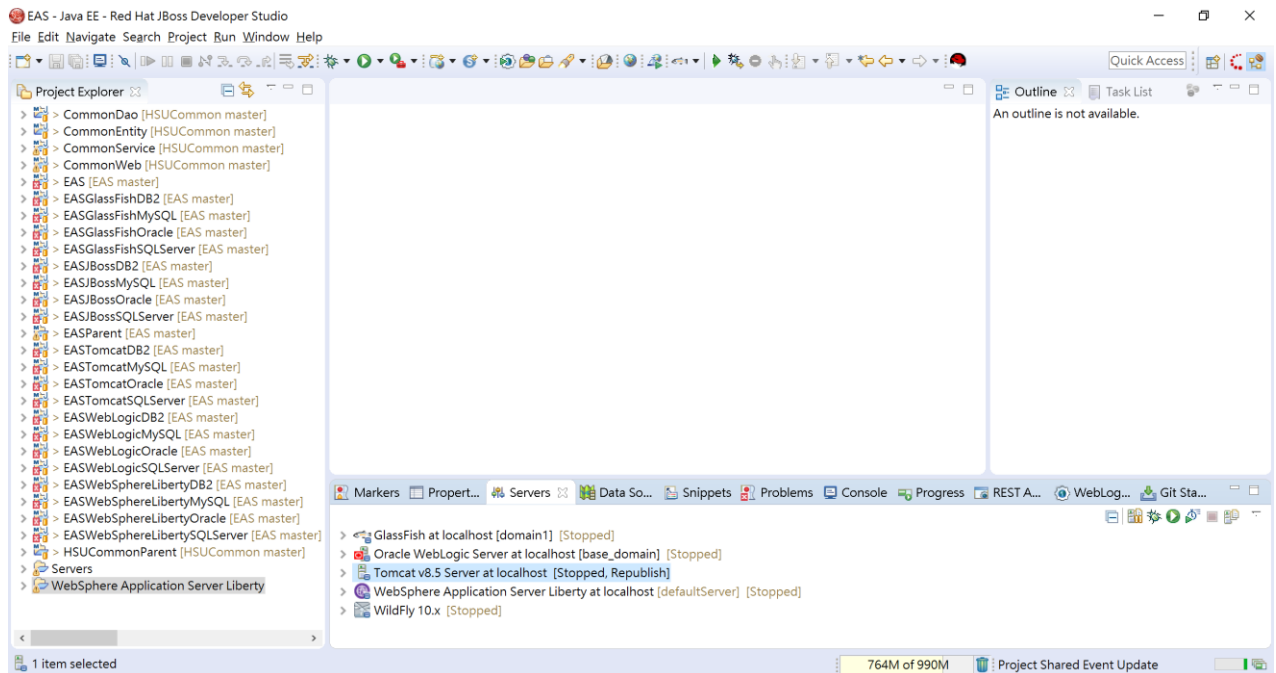 EAS - Java EE - Red Hat JBoss Developer Studio
File Edit Navigate Search Project Run Window Help
Quick Access
Project Explorer
> CommonDao [HSUCommon master]
> CommonEntity [HSUCommon master]
> CommonService [HSUCommon master]
> CommonWeb [HSUCommon master]
> EAS [EAS master]
> EASGlassFishDB2 [EAS master]
> EASGlassFishMySQL [EAS master]
> EASGlassFishOracle [EAS master]
> EASGlassFishSQLServer [EAS master]
> EASJBossDB2 [EAS master]
> EASJBossMySQL [EAS master]
> EASJBossOracle [EAS master]
> EASJBossSQLServer [EAS master]
> EASParent [EAS master]
> EASTomcatDB2 [EAS master]
> EASTomcatMySQL [EAS master]
> EASTomcatOracle [EAS master]
> EASTomcatSQLServer [EAS master]
> EASWebLogicDB2 [EAS master]
> EASWebLogicMySQL [EAS master]
> EASWebLogicOracle [EAS master]
> EASWebLogicSQLServer [EAS master]
> EASWebSphereLibertyDB2 [EAS master]
> EASWebSphereLibertyMySQL [EAS master]
> EASWebSphereLibertyOracle [EAS master]
> EASWebSphereLibertySQLServer [EAS master]
> HSUCommonParent [HSUCommon master]
Servers
WebSphere Application Server Liberty
Outline Task List
An outline is not available.
Markers Propert... Servers Data So... Snippets Problems Console Progress REST A... WebLog... Git Sta...
GlassFish at localhost [domain1] [Stopped]
Oracle WebLogic Server at localhost [base_domain] [Stopped]
Tomcat v8.5 Server at localhost [Stopped, Republish]
WebSphere Application Server Liberty at localhost [defaultServer] [Stopped]
WildFly 10.x [Stopped]
1 item selected
764M of 990M
Project Shared Event Update